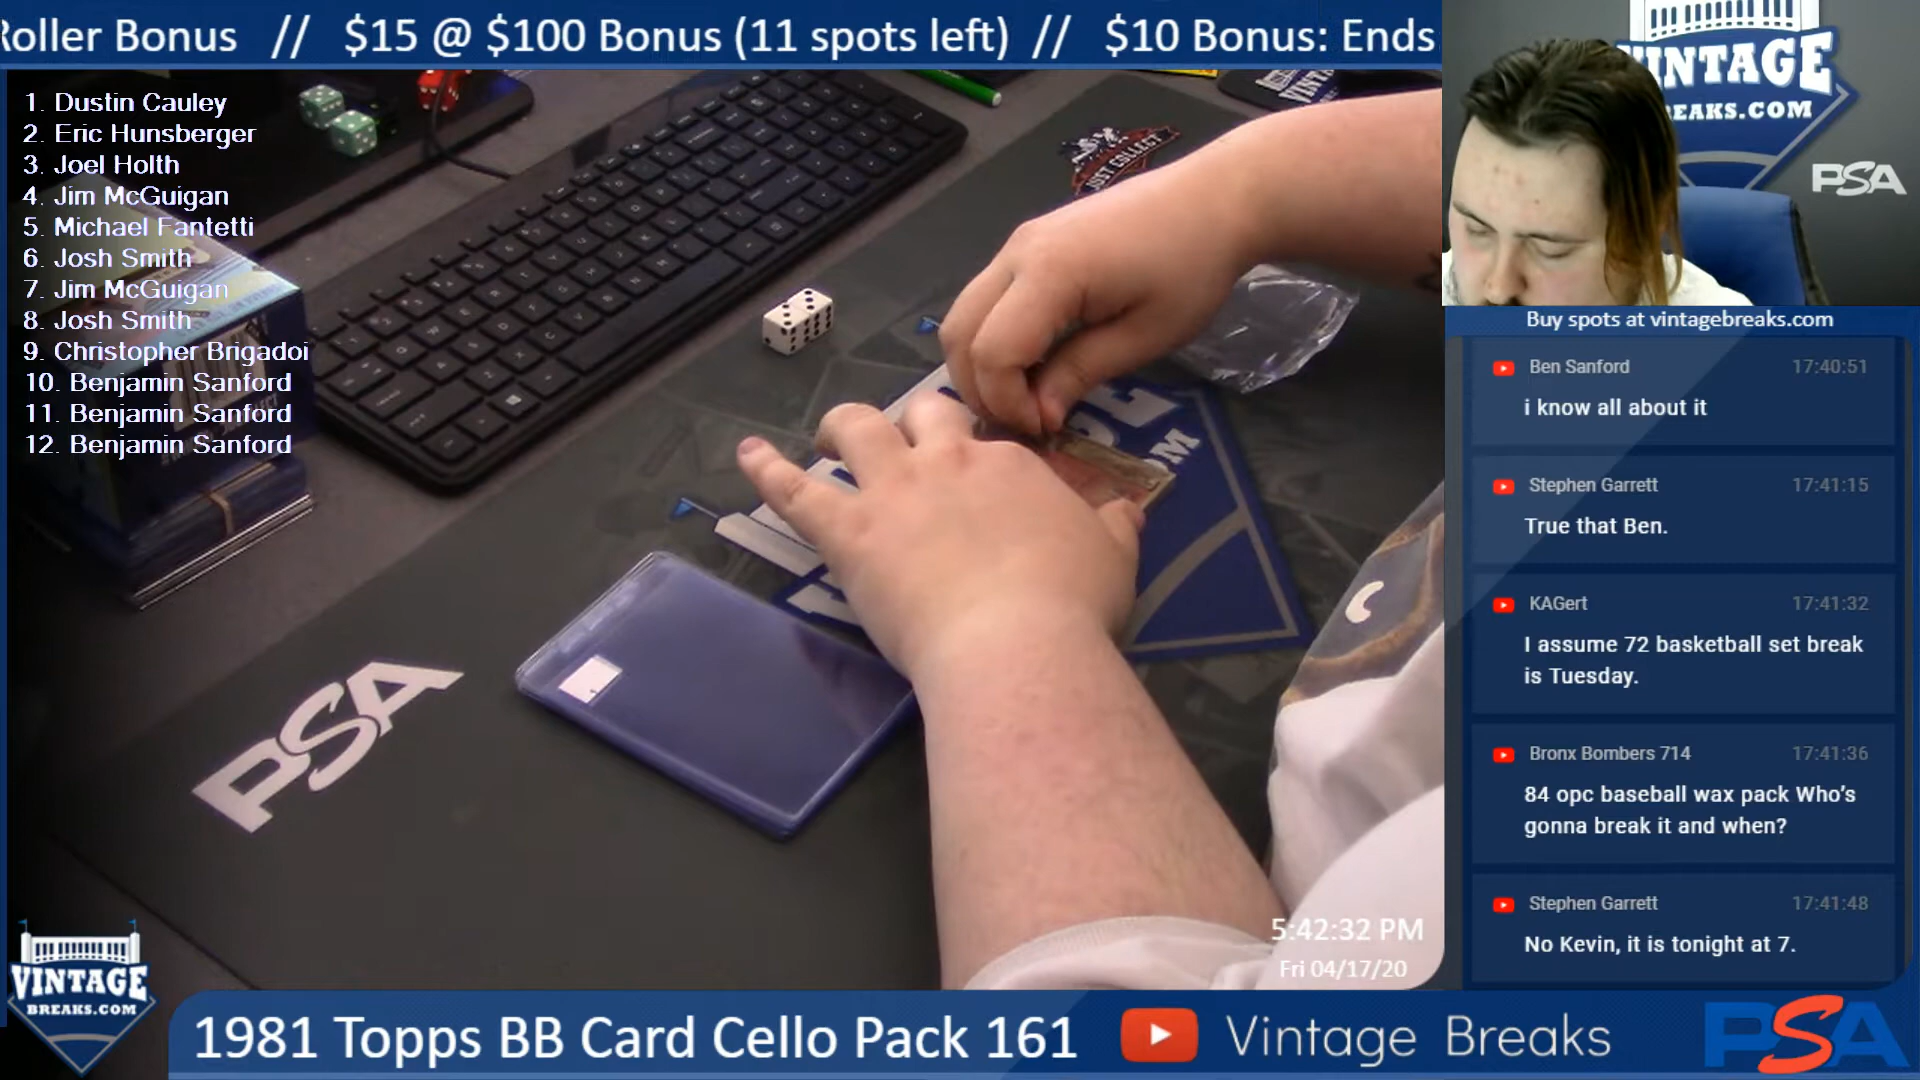 Roller Bonus // $15 @ $100 Bonus (11 spots left) // $10 Bonus: Ends
VINTAGE
BREAKS.COM
PSA
1. Dustin Cauley
2. Eric Hunsberger
3. Joel Holth
4. Jim McGuigan
5. Michael Fantetti
6. Josh Smith
7. Jim McGuigan
8. Josh Smith
9. Christopher Brigadoi
10. Benjamin Sanford
11. Benjamin Sanford
12. Benjamin Sanford
JUST COLLECT
PSA
Buy spots at vintagebreaks.com
Ben Sanford 17:40:51
i know all about it
Stephen Garrett 17:41:15
True that Ben.
KAGert 17:41:32
I assume 72 basketball set break
is Tuesday.
Bronx Bombers 714 17:41:36
84 opc baseball wax pack Who's
gonna break it and when?
Stephen Garrett 17:41:48
No Kevin, it is tonight at 7.
5:42:32 PM
Fri 04/17/20
VINTAGE
BREAKS.COM
1981 Topps BB Card Cello Pack 161
Vintage Breaks
PSA